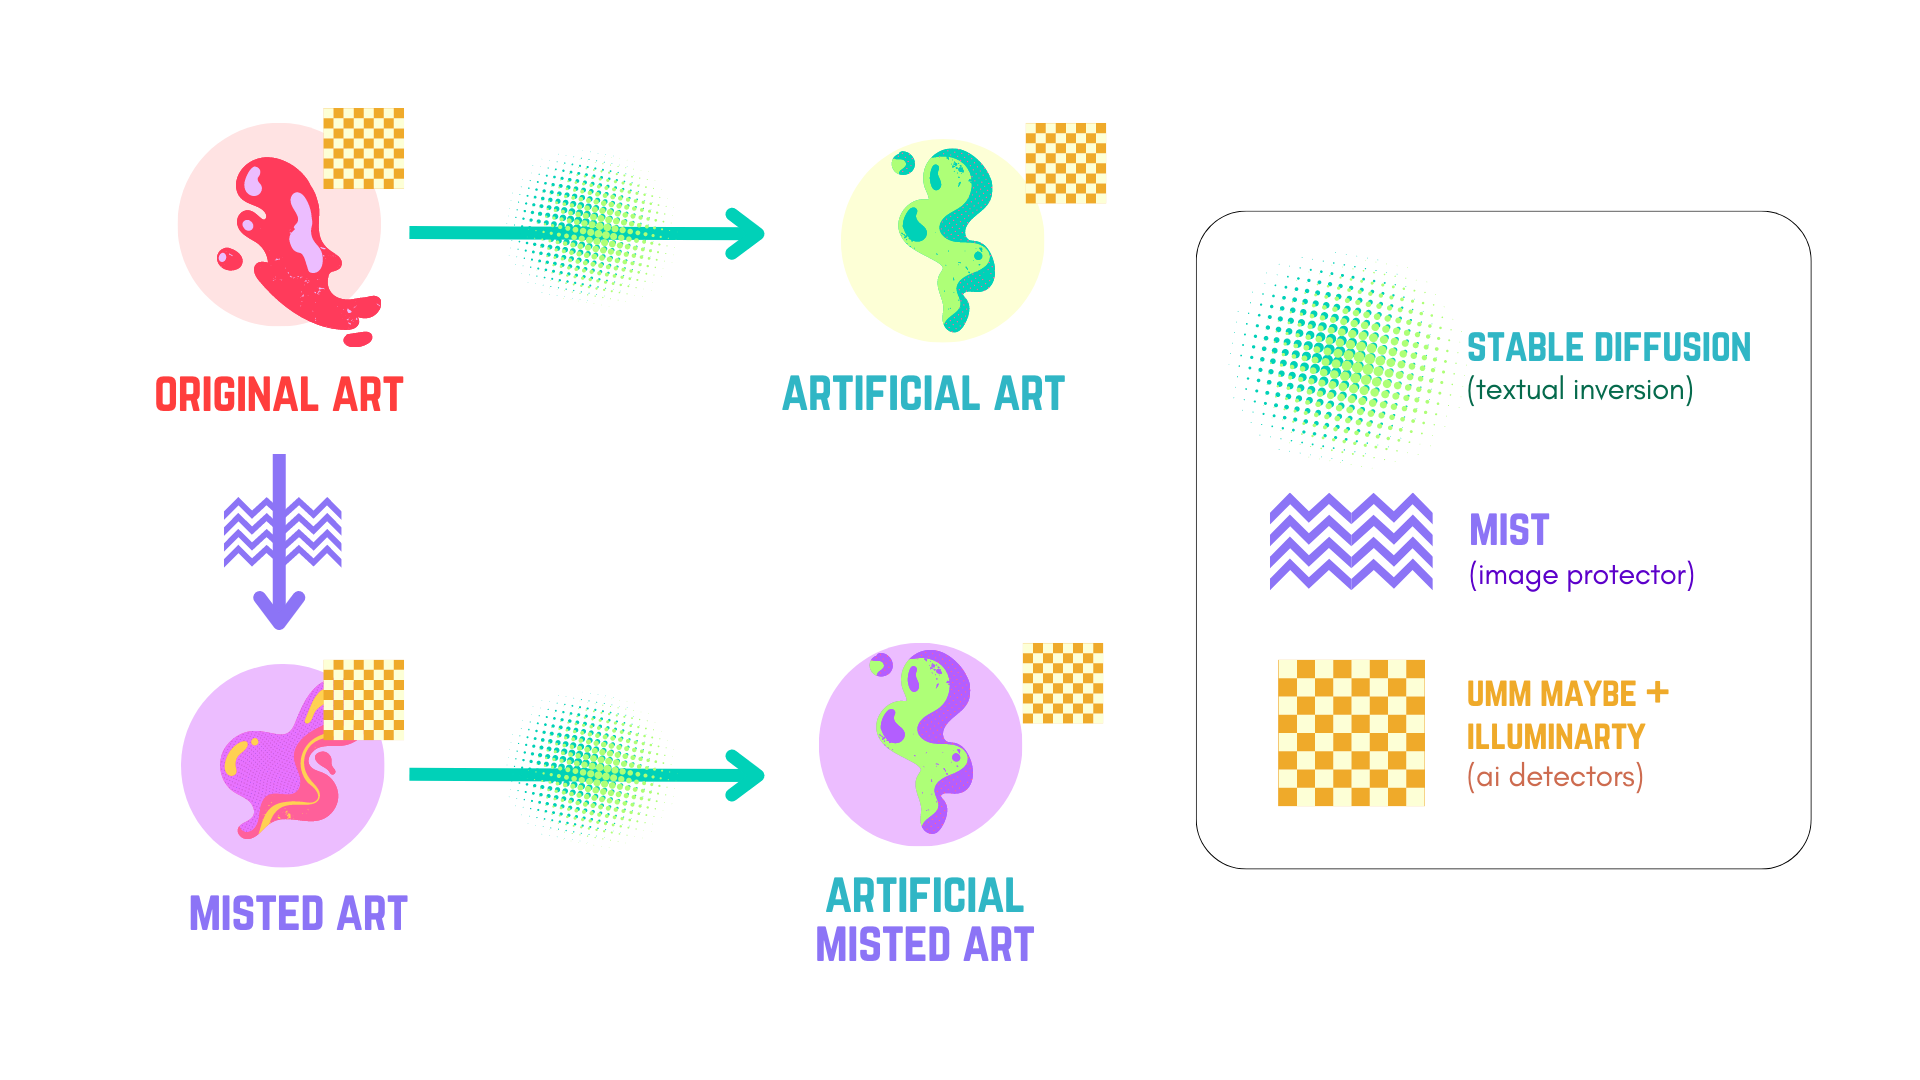 ORIGINAL ART
ARTIFICIAL ART
MISTED ART
ARTIFICIAL
MISTED ART
STABLE DIFFUSION
(textual inversion)
MIST
(image protector)
UMM MAYBE +
ILLUMINARTY
(ai detectors)